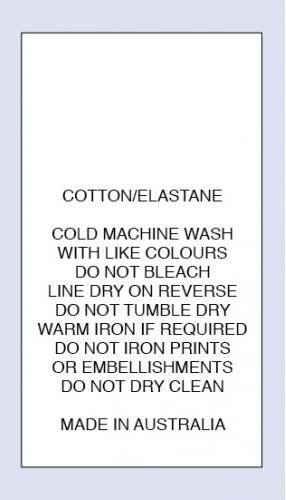 COTTON/ELASTANE
COLD MACHINE WASH
WITH LIKE COLOURS
DO NOT BLEACH
LINE DRY ON REVERSE
DO NOT TUMBLE DRY
WARM IRON IF REQUIRED
DO NOT IRON PRINTS
OR EMBELLISHMENTS
DO NOT DRY CLEAN
MADE IN AUSTRALIA